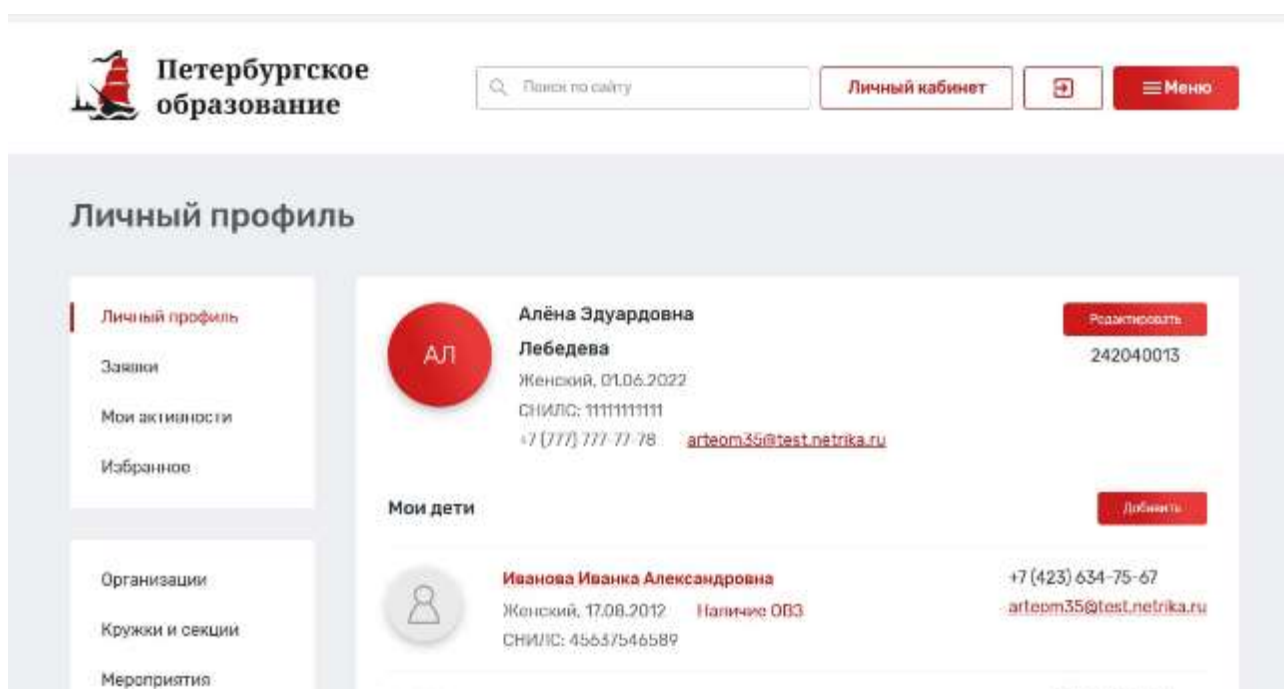 Петербургское
образование
Поиск по сайту
Личный кабинет
Меню
Личный профиль
Личный профиль
Заявки
Мои активности
Избранное
Организации
Кружки и секции
Мероприятия
АЛ
Алёна Эдуардовна
Лебедева
Женский, 01.06.2022
СНИЛС: 11111111111
+7 (777) 777-77-78 arteom35@test.netrika.ru
Редактировать
242040013
Мои дети
Добавить
Иванова Иванка Александровна
Женский, 17.08.2012 Наличие ОВЗ
СНИЛС: 45637546589
+7 (423) 634-75-67
arteom35@test.netrika.ru